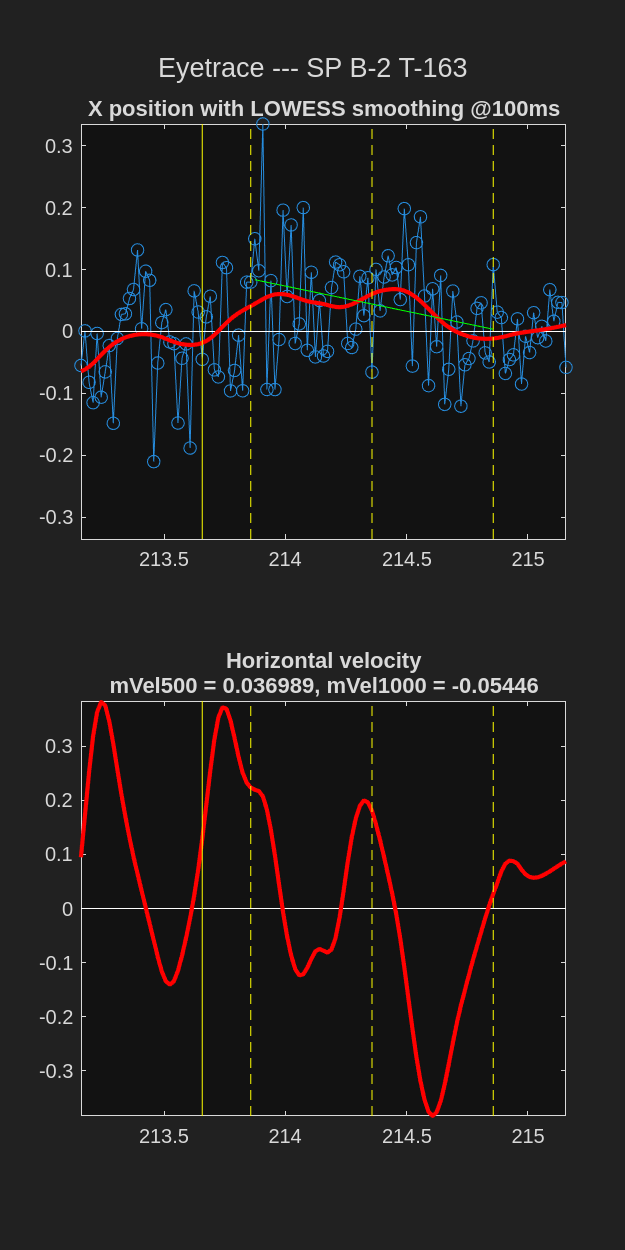 Eyetrace --- SP B-2 T-163
X position with LOWESS smoothing @100ms
0.3
0.2
0.1
0
-0.1
-0.2
-0.3
213.5 214 214.5 215
Horizontal velocity
mVel500 = 0.036989, mVel1000 = -0.05446
0.3
0.2
0.1
0
-0.1
-0.2
-0.3
213.5 214 214.5 215